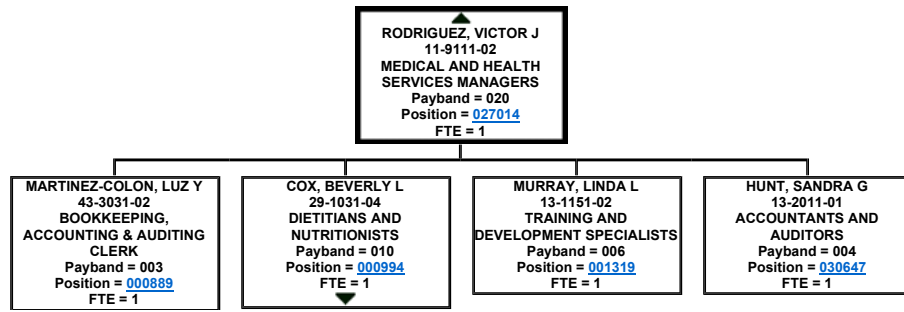 RODRIGUEZ, VICTOR J
11-9111-02
MEDICAL AND HEALTH
SERVICES MANAGERS
Payband = 020
Position = 027014
FTE = 1
MARTINEZ-COLON, LUZ Y
43-3031-02
BOOKKEEPING,
ACCOUNTING & AUDITING
CLERK
Payband = 003
Position = 000889
FTE = 1
COX, BEVERLY L
29-1031-04
DIETITIANS AND
NUTRITIONISTS
Payband = 010
Position = 000994
FTE = 1
MURRAY, LINDA L
13-1151-02
TRAINING AND
DEVELOPMENT SPECIALISTS
Payband = 006
Position = 001319
FTE = 1
HUNT, SANDRA G
13-2011-01
ACCOUNTANTS AND
AUDITORS
Payband = 004
Position = 030647
FTE = 1